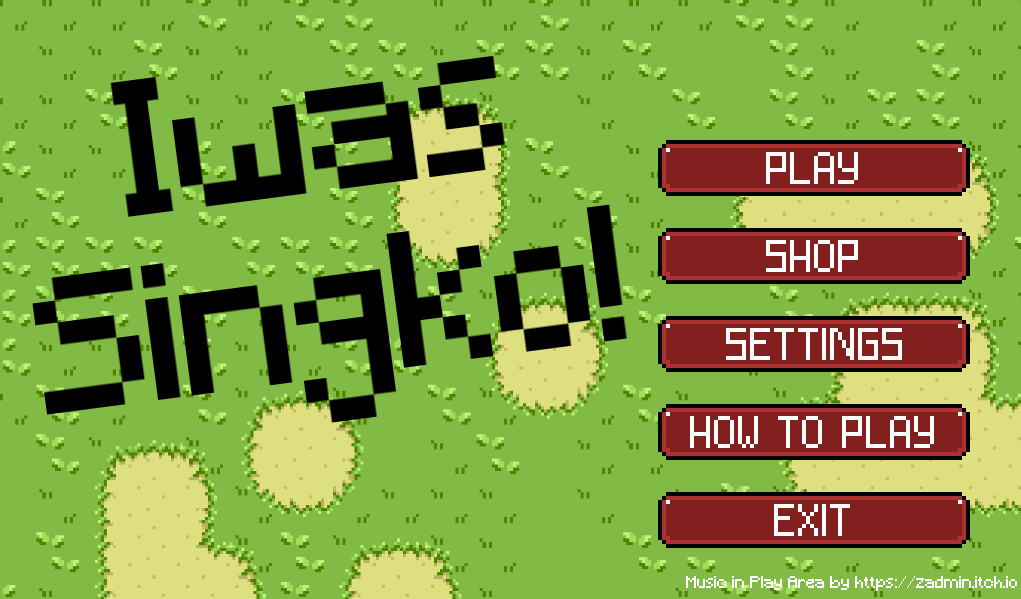 Iwas
Singko!
PLAY
SHOP
SETTINGS
HOW TO PLAY
EXIT
Music in Play Area by https://zadmin.itch.io